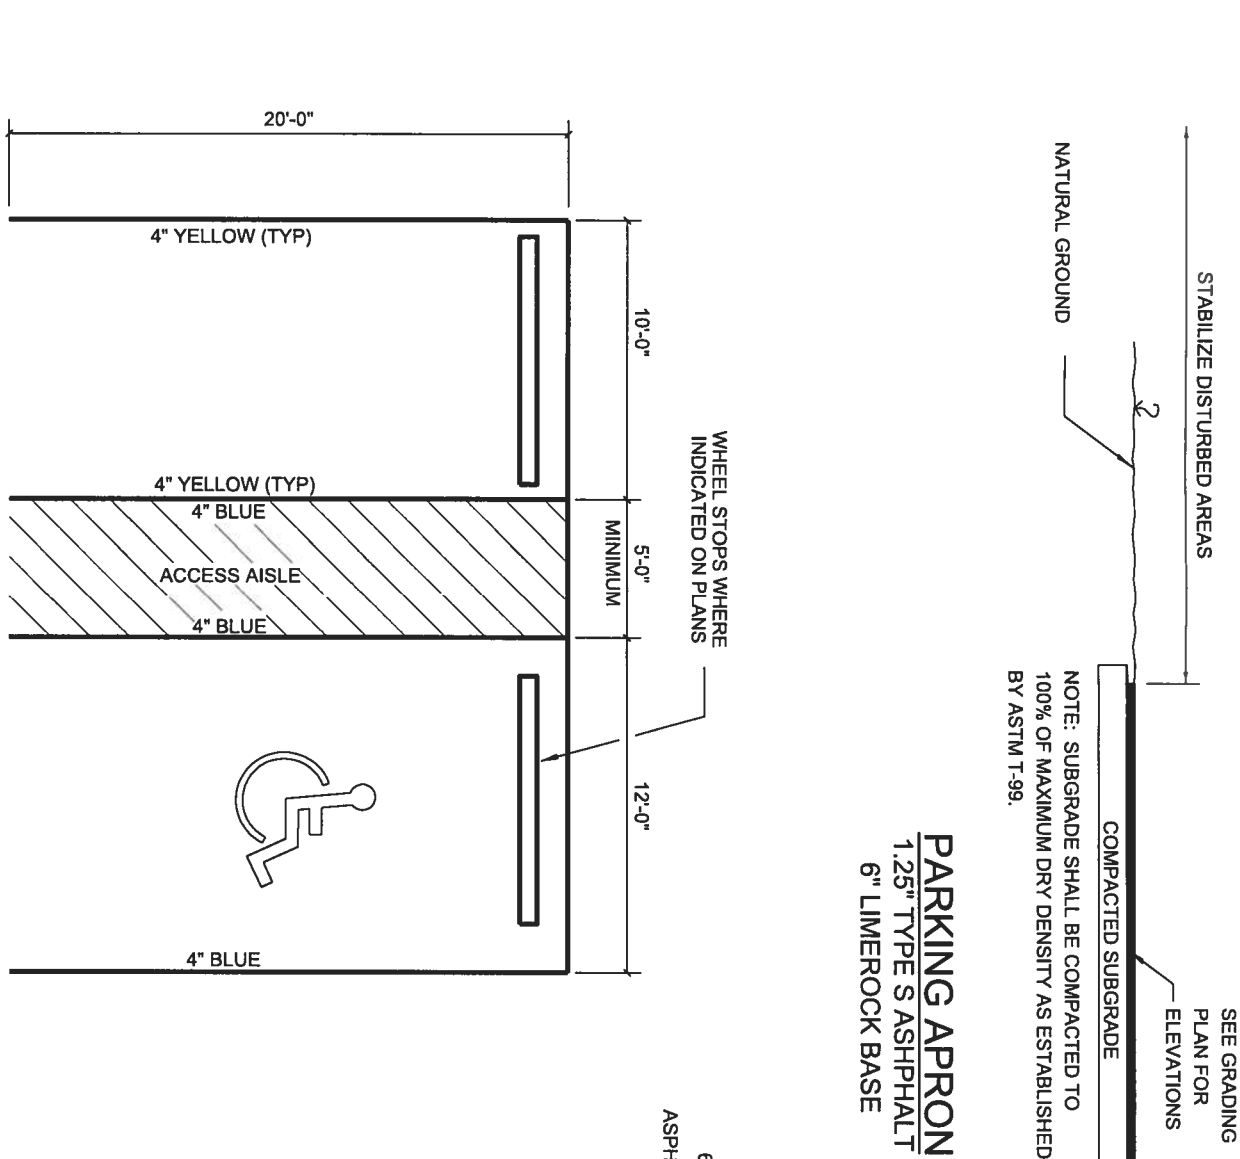 STABILIZE DISTURBED AREAS
NATURAL GROUND
SEE GRADING
PLAN FOR
ELEVATIONS
COMPACTED SUBGRADE
NOTE: SUBGRADE SHALL BE COMPACTED TO
100% OF MAXIMUM DRY DENSITY AS ESTABLISHED
BY ASTM T-99.
PARKING APRON
1.25" TYPE S ASHPHALT
6" LIMEROCK BASE
WHEEL STOPS WHERE
INDICATED ON PLANS
10'-0"
5'-0"
MINIMUM
12'-0"
20'-0"
4" YELLOW (TYP)
4" YELLOW (TYP)
4" BLUE
ACCESS AISLE
4" BLUE
4" BLUE
6
ASPH